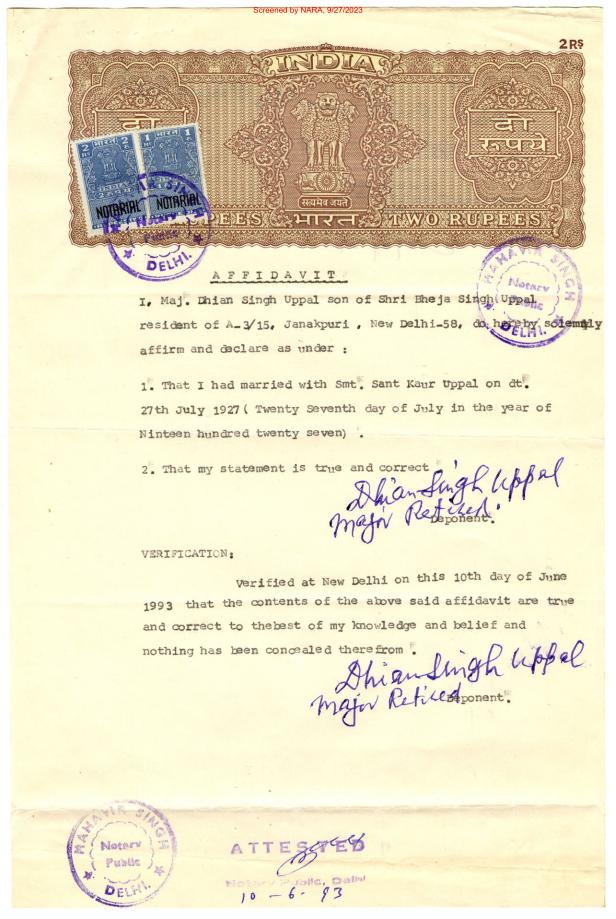 Screened by NARA, 9/27/2023
2RS
INDIA
दो
रूपये
दो
रूपये
2 भारत 2
1 भारत 1
INDIA
NOTARIAL NOTARIAL
सत्यमेव जयते
RUPEES भारत TWO RUPEES
MAHAVIR SINGH
Notary
Public
DELHI.
MAHAVIR SINGH
Notary
Public
DELHI.
AFFIDAVIT
I, Maj. Dhian Singh Uppal son of Shri Bheja Singh Uppal
resident of A-3/15, Janakpuri , New Delhi-58, do hereby solemnly
affirm and declare as under :
1. That I had married with Smt. Sant Kaur Uppal on dt.
27th July 1927( Twenty Seventh day of July in the year of
Ninteen hundred twenty seven) .
2. That my statement is true and correct
Dhian Singh Uppal
Major Retired.
Deponent.
VERIFICATION:
Verified at New Delhi on this 10th day of June
1993 that the contents of the above said affidavit are true
and correct to thebest of my knowledge and belief and
nothing has been concealed therefrom .
Dhian Singh Uppal
Major Retired
Deponent.
MAHAVIR SINGH
Notary
Public
DELHI.
ATTESTED
Notary Public, Delhi
10-6-93